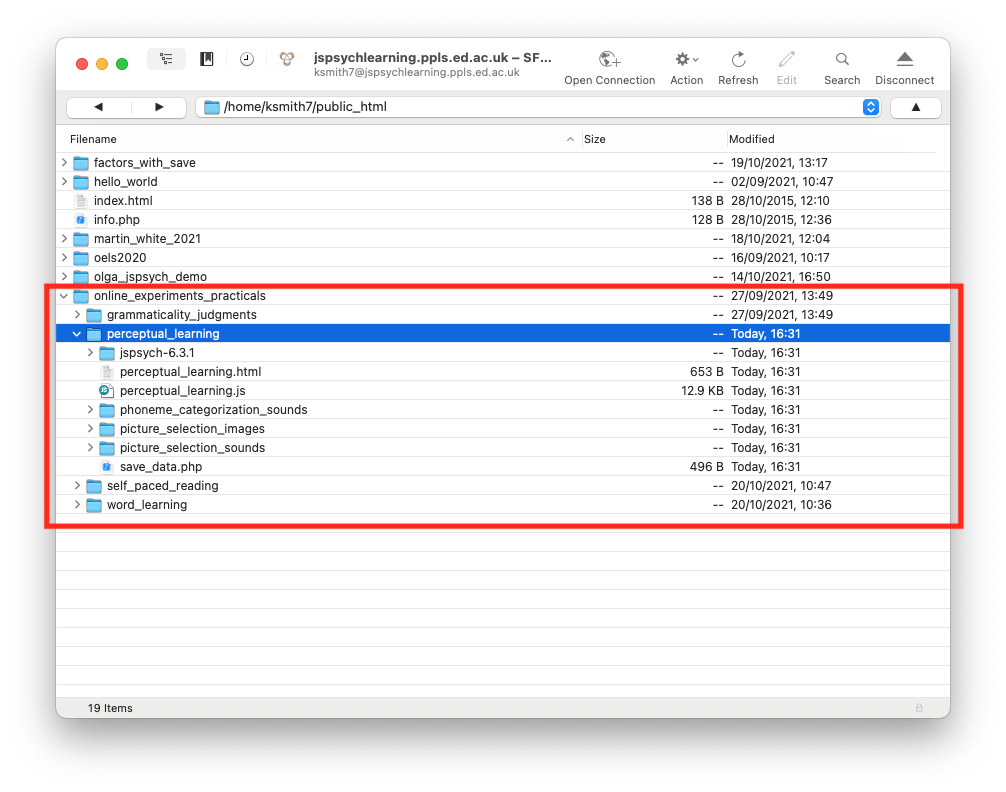 jspsychlearning.ppls.ed.ac.uk – SF...
ksmith7@jspsychlearning.ppls.ed.ac.uk
Open Connection Action Refresh Edit Search Disconnect
/home/ksmith7/public_html
Filename Size Modified
factors_with_save -- 19/10/2021, 13:17
hello_world -- 02/09/2021, 10:47
index.html 138 B 28/10/2015, 12:10
info.php 128 B 28/10/2015, 12:36
martin_white_2021 -- 18/10/2021, 12:04
oels2020 -- 16/09/2021, 10:17
olga_jspsych_demo -- 14/10/2021, 16:50
online_experiments_practicals -- 27/09/2021, 13:49
grammaticality_judgments -- 27/09/2021, 13:49
perceptual_learning -- Today, 16:31
jspsych-6.3.1 -- Today, 16:31
perceptual_learning.html 653 B Today, 16:31
perceptual_learning.js 12.9 KB Today, 16:31
phoneme_categorization_sounds -- Today, 16:31
picture_selection_images -- Today, 16:31
picture_selection_sounds -- Today, 16:31
save_data.php 496 B Today, 16:31
self_paced_reading -- 20/10/2021, 10:47
word_learning -- 20/10/2021, 10:36
19 Items